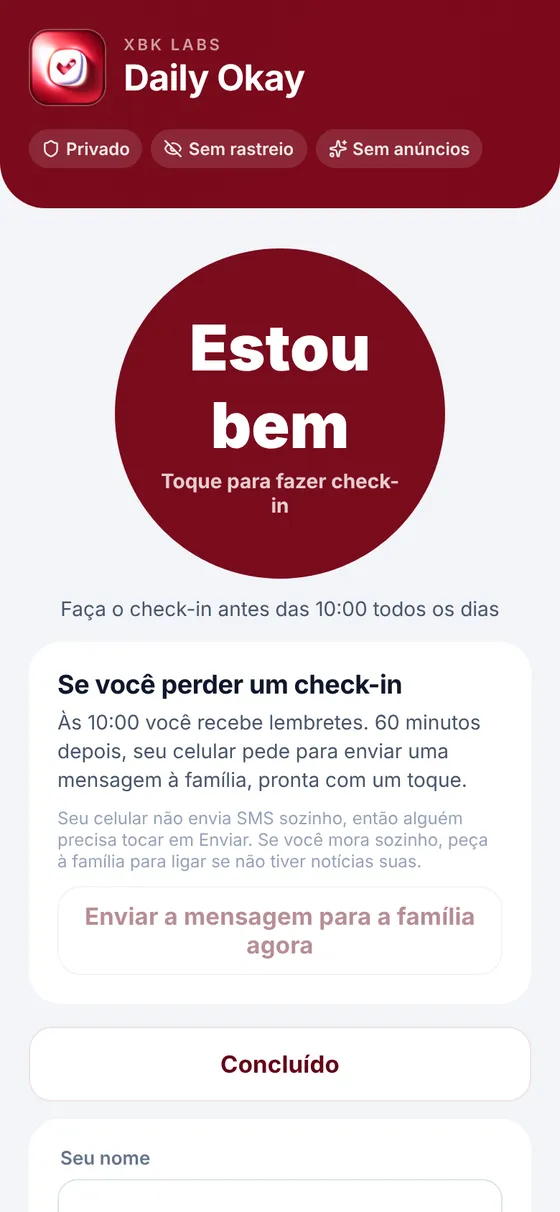 XBK LABS
Daily Okay
Privado
Sem rastreio
Sem anúncios
Estou
bem
Toque para fazer check-
in
Faça o check-in antes das 10:00 todos os dias
Se você perder um check-in
Às 10:00 você recebe lembretes. 60 minutos
depois, seu celular pede para enviar uma
mensagem à família, pronta com um toque.
Seu celular não envia SMS sozinho, então alguém
precisa tocar em Enviar. Se você mora sozinho, peça
à família para ligar se não tiver notícias suas.
Enviar a mensagem para a família
agora
Concluído
Seu nome